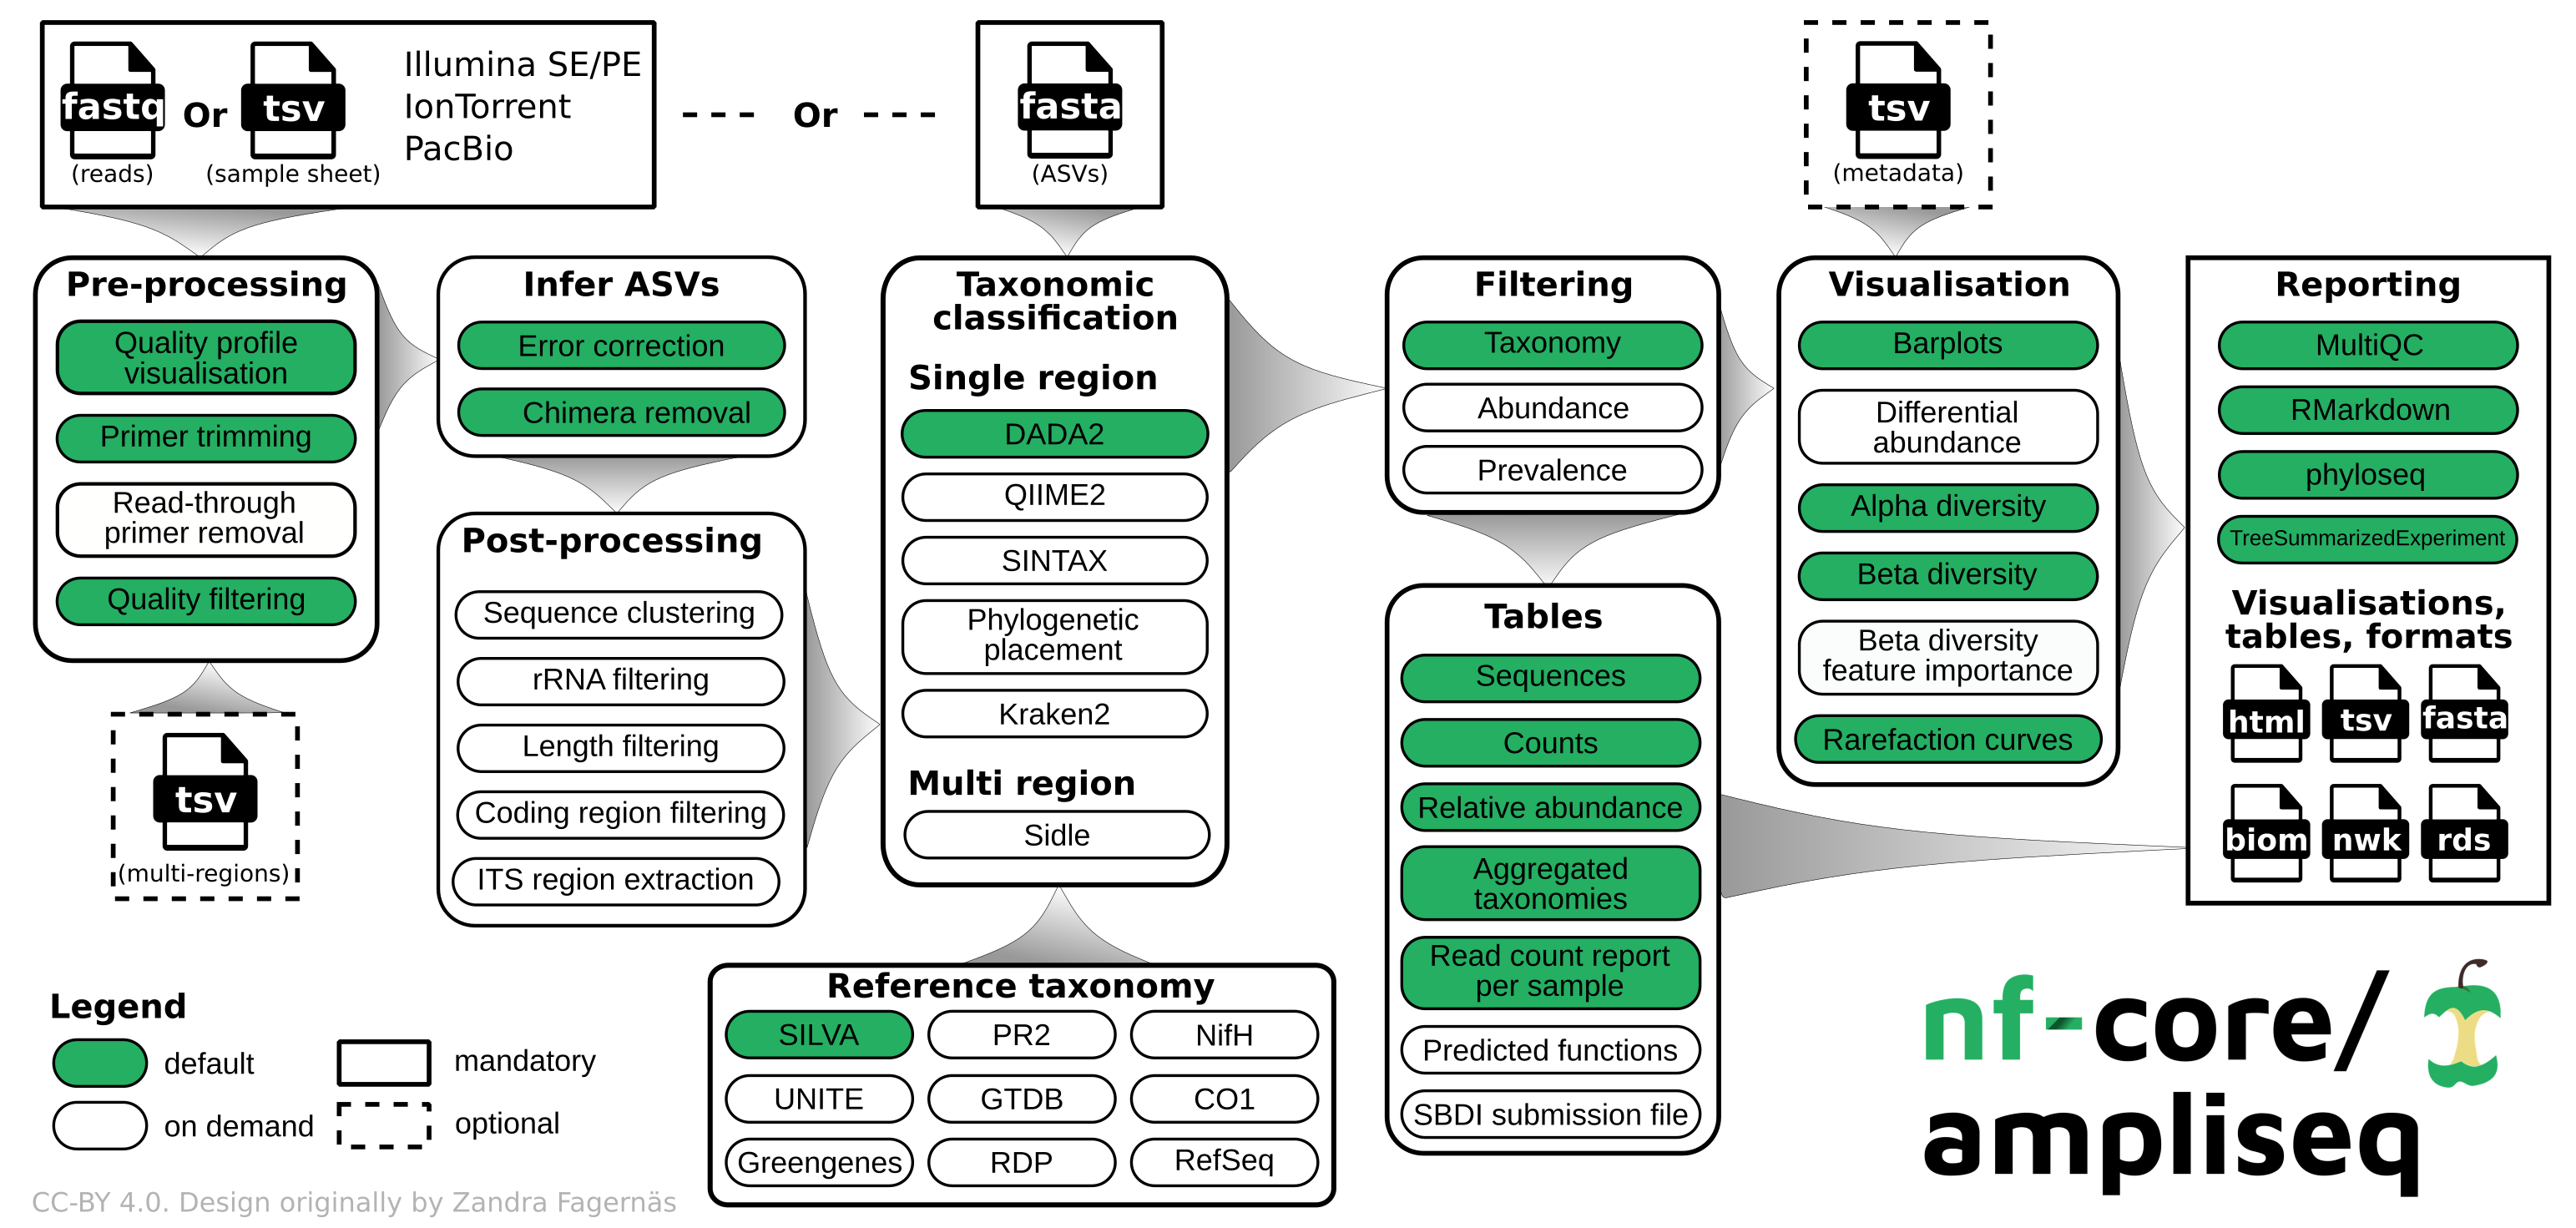 fastq
Or
tsv
(reads)
(sample sheet)
Illumina SE/PE
IonTorrent
PacBio
Or
fasta
(ASVs)
tsv
(metadata)
Pre-processing
Quality profile
visualisation
Primer trimming
Read-through
primer removal
Quality filtering
tsv
(multi-regions)
Infer ASVs
Error correction
Chimera removal
Post-processing
Sequence clustering
rRNA filtering
Length filtering
Coding region filtering
ITS region extraction
Taxonomic
classification
Single region
DADA2
QIIME2
SINTAX
Phylogenetic
placement
Kraken2
Multi region
Sidle
Reference taxonomy
SILVA PR2 NifH
UNITE GTDB CO1
Greengenes RDP RefSeq
Filtering
Taxonomy
Abundance
Prevalence
Tables
Sequences
Counts
Relative abundance
Aggregated
taxonomies
Read count report
per sample
Predicted functions
SBDI submission file
Visualisation
Barplots
Differential
abundance
Alpha diversity
Beta diversity
Beta diversity
feature importance
Rarefaction curves
Reporting
MultiQC
RMarkdown
phyloseq
TreeSummarizedExperiment
Visualisations,
tables, formats
html tsv fasta
biom nwk rds
Legend
default
mandatory
on demand
optional
CC-BY 4.0. Design originally by Zandra Fagernäs
nf-core/
ampliseq